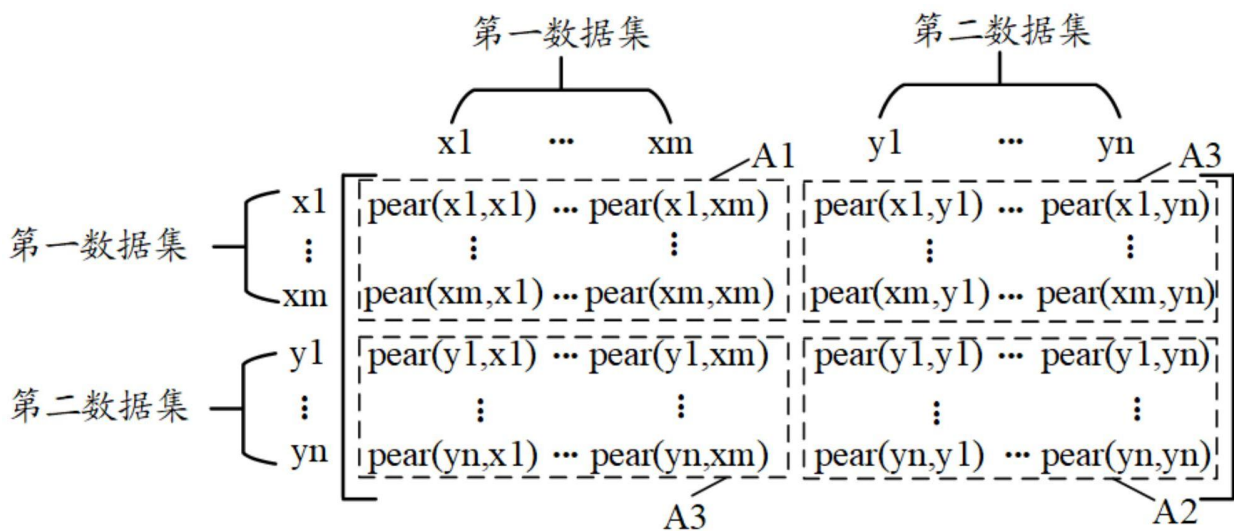 第一数据集 第二数据集
x1 ... xm y1 ... yn
A1 A3
x1 pear(x1,x1) ... pear(x1,xm) pear(x1,y1) ... pear(x1,yn)
第一数据集 ⋮ ⋮ ⋮ ⋮ ⋮
xm pear(xm,x1) ... pear(xm,xm) pear(xm,y1) ... pear(xm,yn)
y1 pear(y1,x1) ... pear(y1,xm) pear(y1,y1) ... pear(y1,yn)
第二数据集 ⋮ ⋮ ⋮ ⋮ ⋮
yn pear(yn,x1) ... pear(yn,xm) pear(yn,y1) ... pear(yn,yn)
A3 A2